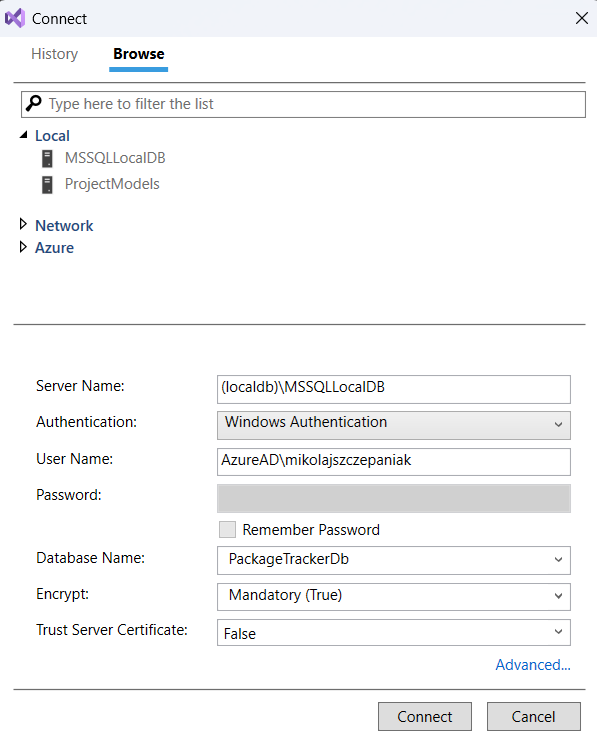 Connect
History Browse
Type here to filter the list
Local
MSSQLLocalDB
ProjectModels
Network
Azure
Server Name: (localdb)\MSSQLLocalDB
Authentication: Windows Authentication
User Name: AzureAD\mikolajszczepaniak
Password:
Remember Password
Database Name: PackageTrackerDb
Encrypt: Mandatory (True)
Trust Server Certificate: False
Advanced...
Connect Cancel